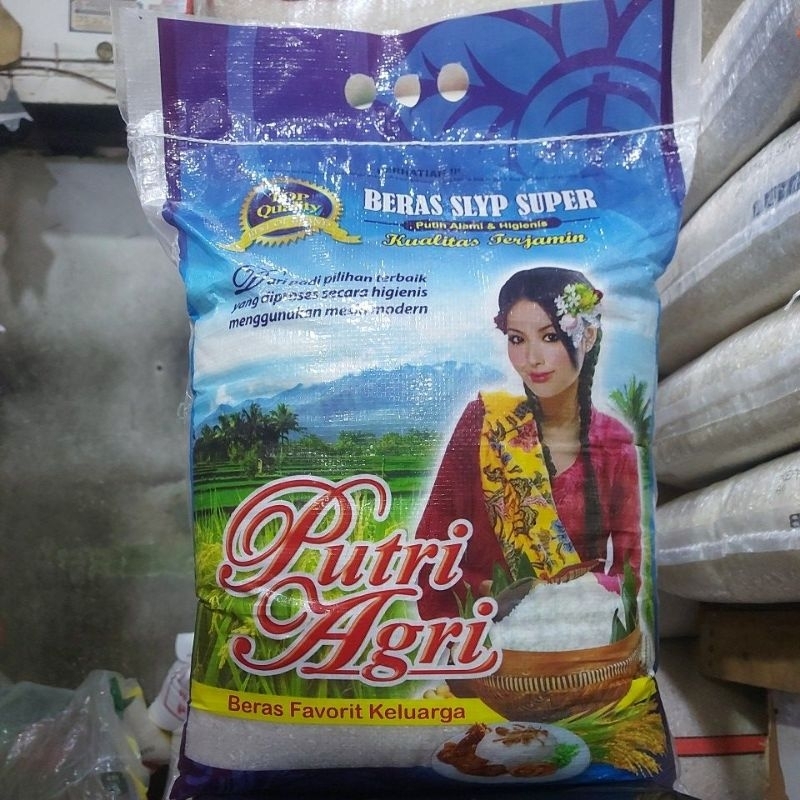 TOP
Quality
BERAS SLYP SUPER
Putih Alami & Higienis
Kualitas Terjamin
Dari padi pilihan terbaik
yang diproses secara higienis
menggunakan mesin modern
Putri
Agri
Beras Favorit Keluarga